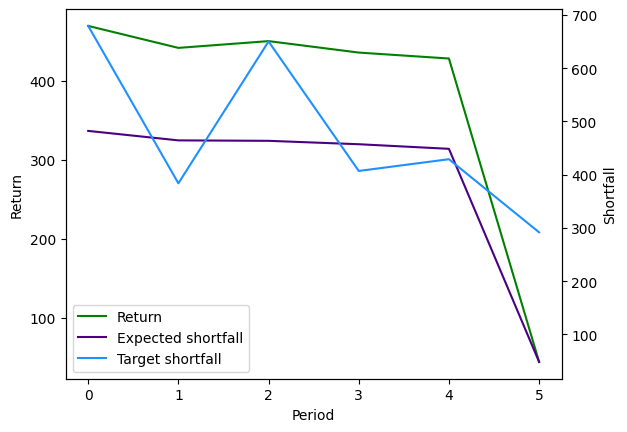 700
600
500
400
300
200
100
Shortfall
400
300
200
100
Return
Return
Expected shortfall
Target shortfall
0 1 2 3 4 5
Period